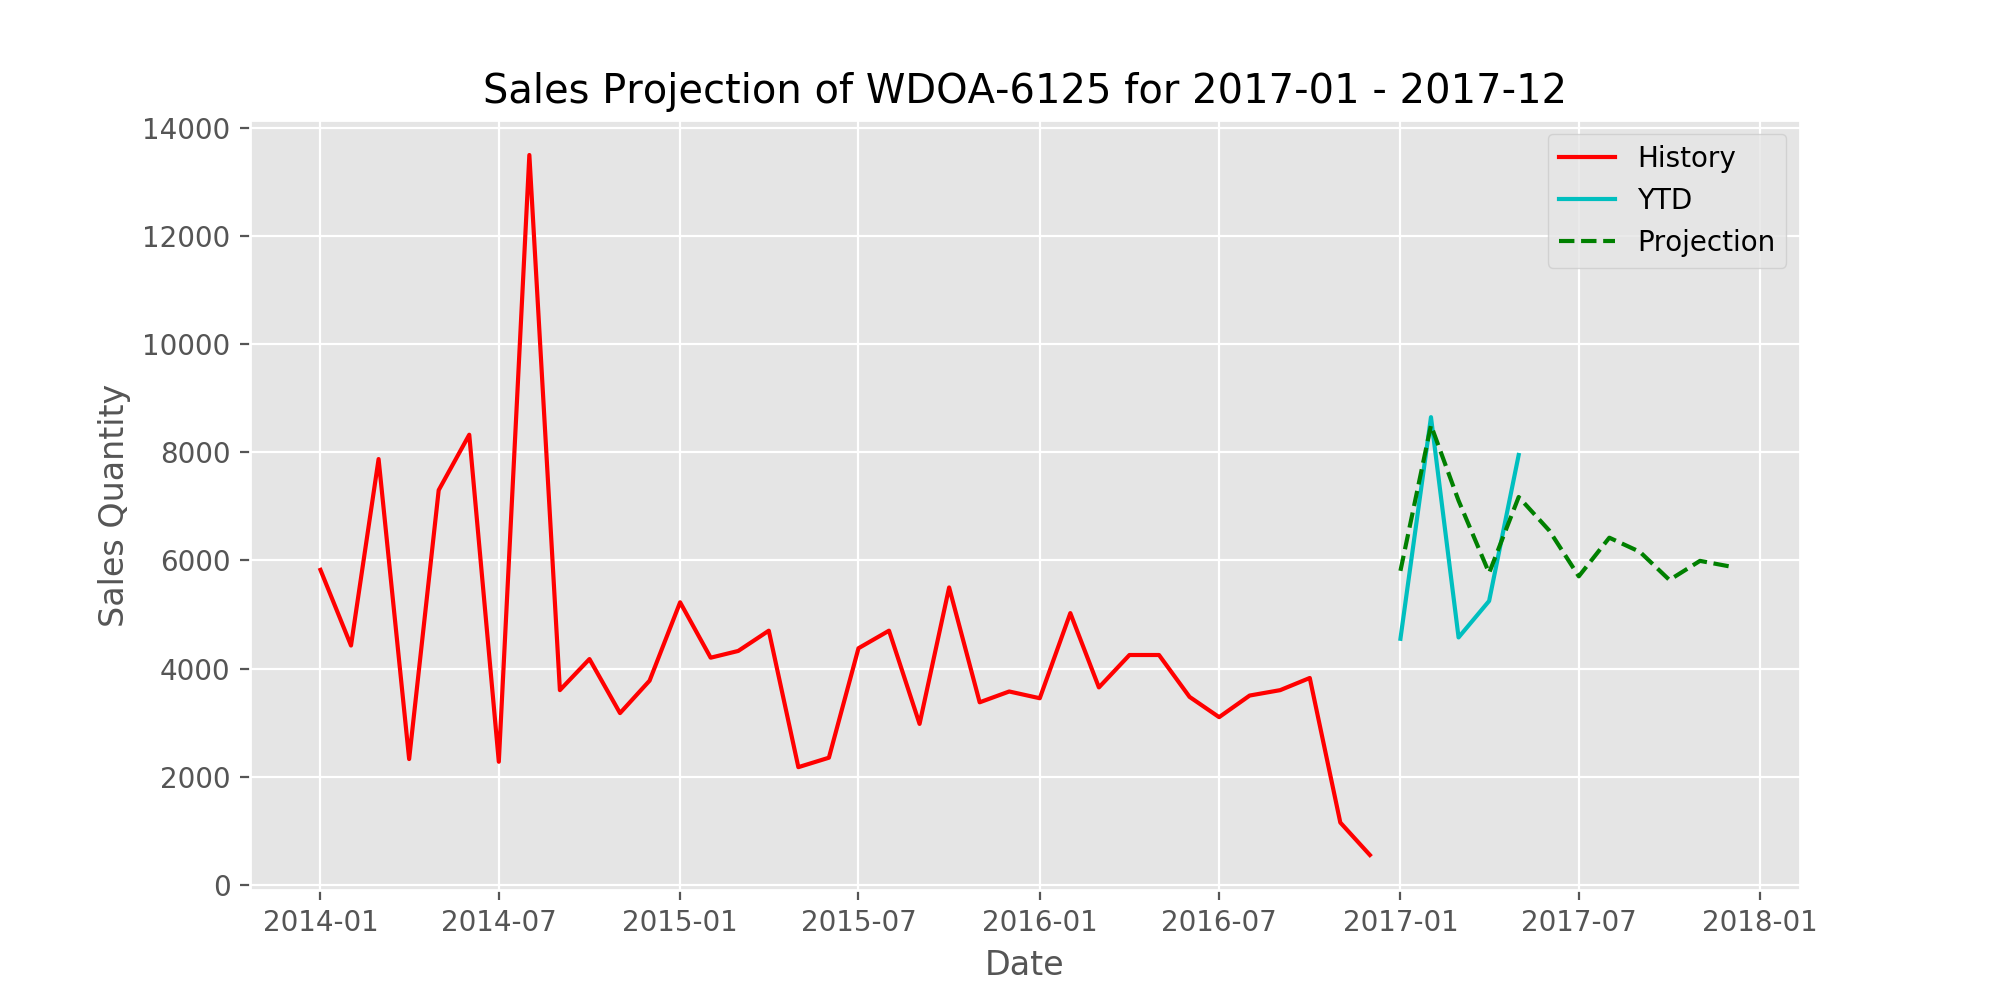 Sales Projection of WDOA-6125 for 2017-01 - 2017-12
14000
12000
10000
8000
6000
4000
2000
0
Sales Quantity
History
YTD
Projection
2014-01 2014-07 2015-01 2015-07 2016-01 2016-07 2017-01 2017-07 2018-01
Date